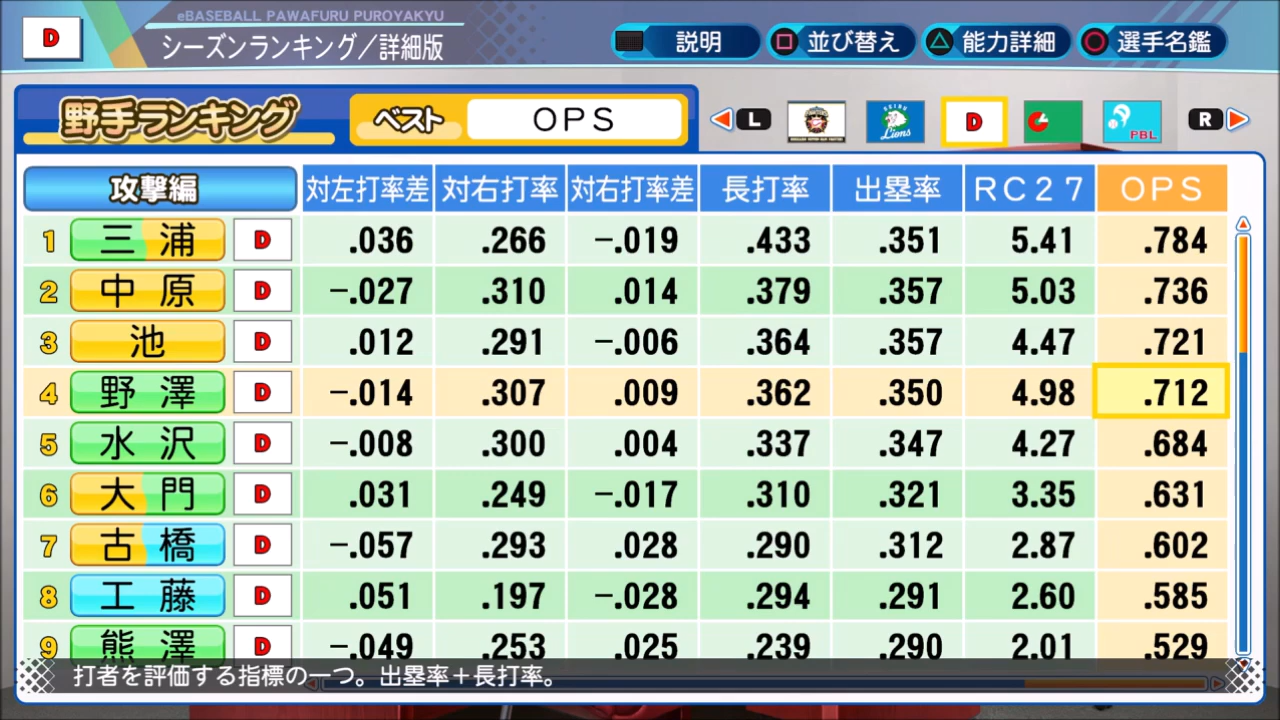 D
eBASEBALL PAWAFURU PUROYAKYU
シーズンランキング／詳細版
説明 並び替え 能力詳細 選手名鑑
野手ランキング ベスト OPS L Lions D PBL R
攻撃編 対左打率差 対右打率 対右打率差 長打率 出塁率 RC27 OPS
1 三浦 D .036 .266 −.019 .433 .351 5.41 .784
2 中原 D −.027 .310 .014 .379 .357 5.03 .736
3 池 D .012 .291 −.006 .364 .357 4.47 .721
4 野澤 D −.014 .307 .009 .362 .350 4.98 .712
5 水沢 D −.008 .300 .004 .337 .347 4.27 .684
6 大門 D .031 .249 −.017 .310 .321 3.35 .631
7 古橋 D −.057 .293 .028 .290 .312 2.87 .602
8 工藤 D .051 .197 −.028 .294 .291 2.60 .585
9 熊澤 D −.049 .253 .025 .239 .290 2.01 .529
打者を評価する指標の一つ。出塁率＋長打率。